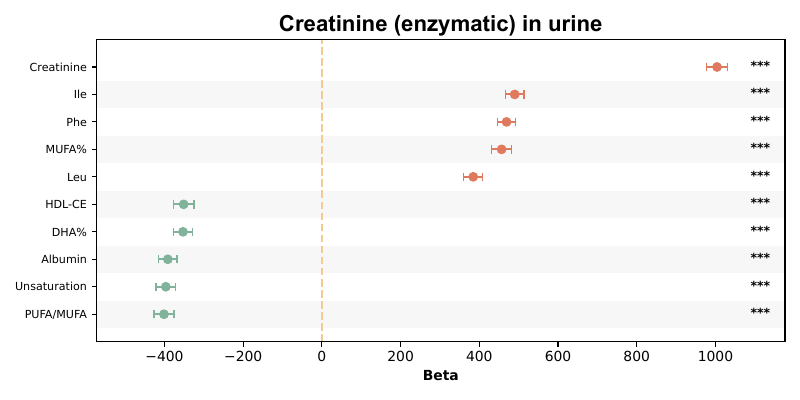 Creatinine (enzymatic) in urine
Creatinine ***
Ile ***
Phe ***
MUFA% ***
Leu ***
HDL-CE ***
DHA% ***
Albumin ***
Unsaturation ***
PUFA/MUFA ***
−400 −200 0 200 400 600 800 1000
Beta